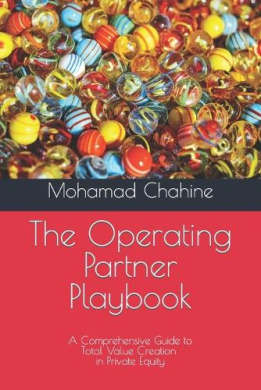 Mohamad Chahine
The Operating
Partner
Playbook
A Comprehensive Guide to
Total Value Creation
in Private Equity